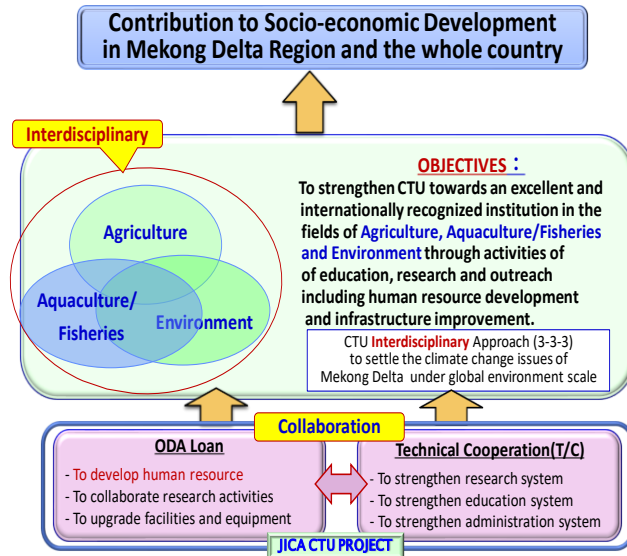 Contribution to Socio-economic Development
in Mekong Delta Region and the whole country
Interdisciplinary
Agriculture
Aquaculture/
Fisheries
Environment
OBJECTIVES :
To strengthen CTU towards an excellent and
internationally recognized institution in the
fields of Agriculture, Aquaculture/Fisheries
and Environment through activities of
of education, research and outreach
including human resource development
and infrastructure improvement.
CTU Interdisciplinary Approach (3-3-3)
to settle the climate change issues of
Mekong Delta under global environment scale
Collaboration
ODA Loan
- To develop human resource
- To collaborate research activities
- To upgrade facilities and equipment
Technical Cooperation(T/C)
- To strengthen research system
- To strengthen education system
- To strengthen administration system
JICA CTU PROJECT